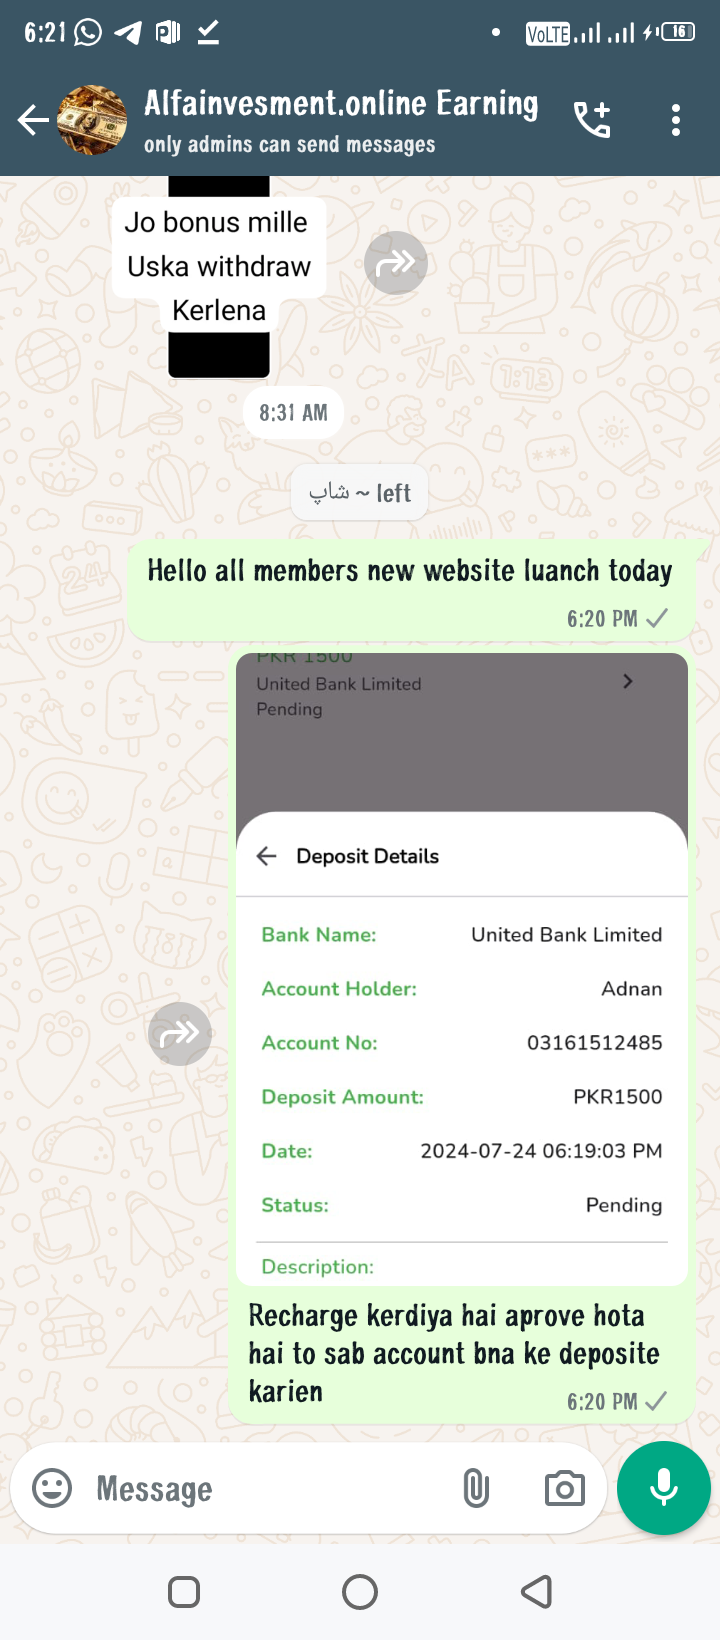 6:21
VoLTE
16
Alfainvesment.online Earning
only admins can send messages
Jo bonus mille
Uska withdraw
Kerlena
8:31 AM
شاپ ~ left
Hello all members new website luanch today
6:20 PM
PKR 1500
United Bank Limited
Pending
Deposit Details
Bank Name: United Bank Limited
Account Holder: Adnan
Account No: 03161512485
Deposit Amount: PKR1500
Date: 2024-07-24 06:19:03 PM
Status: Pending
Description:
Recharge kerdiya hai aprove hota
hai to sab account bna ke deposite
karien
6:20 PM
Message